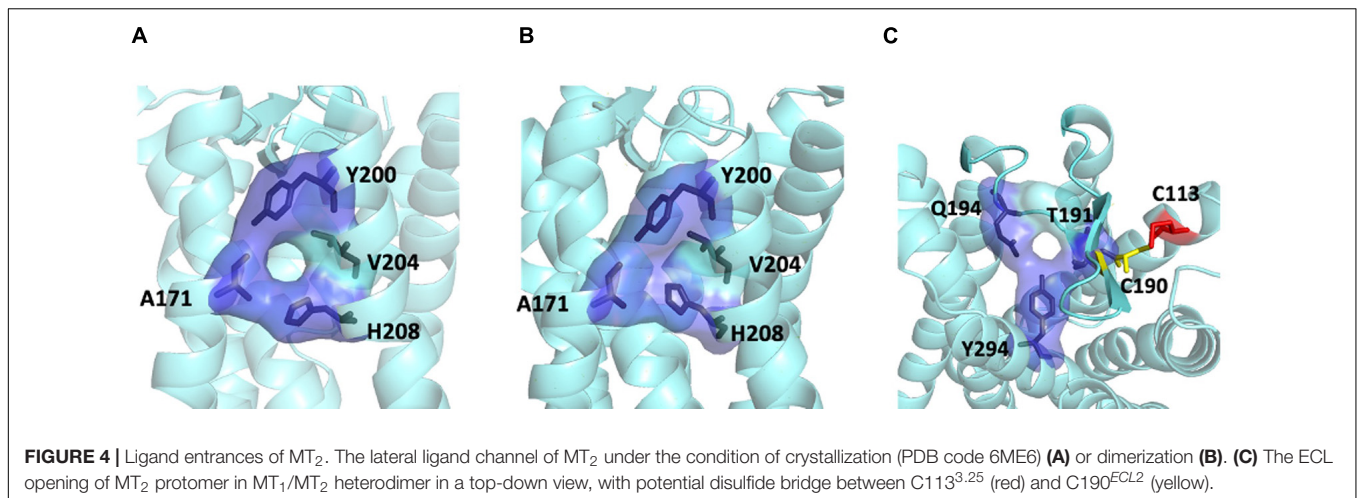 A
B
C
Y200
V204
A171
H208
Y200
V204
A171
H208
Q194
T191
C113
C190
Y294
FIGURE 4 | Ligand entrances of MT₂. The lateral ligand channel of MT₂ under the condition of crystallization (PDB code 6ME6) (A) or dimerization (B). (C) The ECL
opening of MT₂ protomer in MT₁/MT₂ heterodimer in a top-down view, with potential disulfide bridge between C113³·²⁵ (red) and C190ᴱᶜᴸ² (yellow).